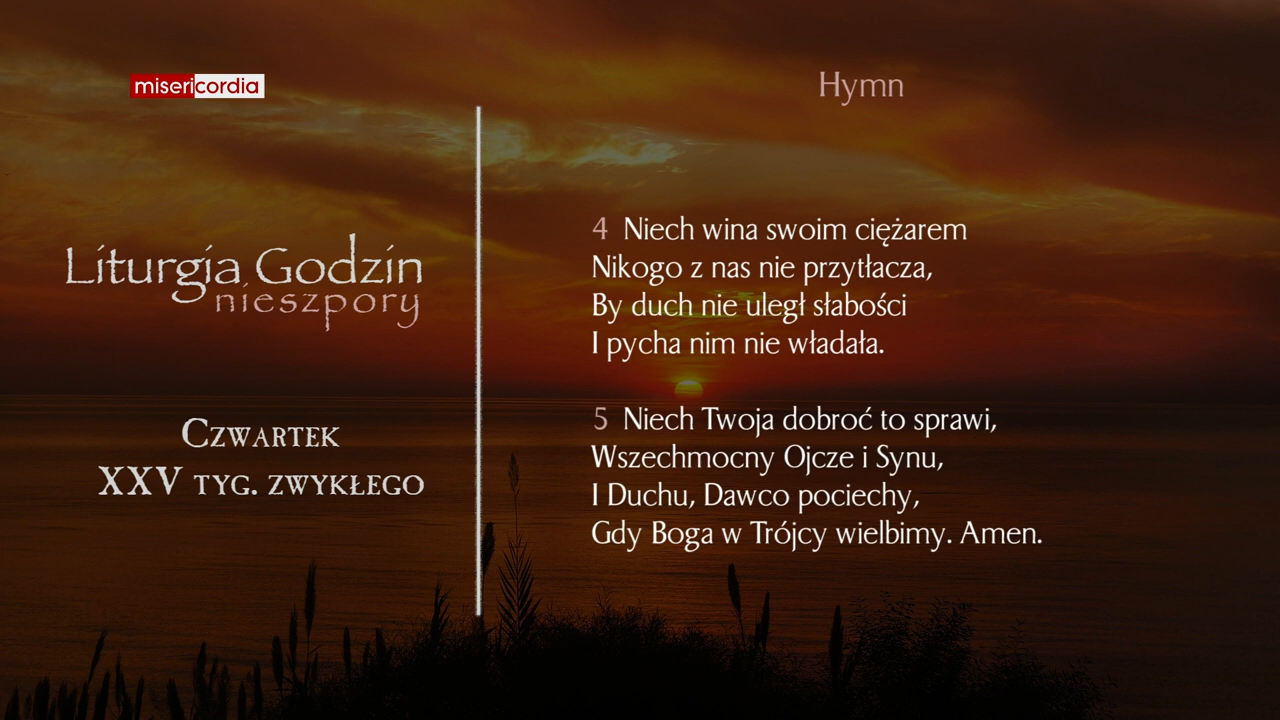 misericordia
Liturgia Godzin
nieszpory
Czwartek
XXV tyg. zwykłego
Hymn
4 Niech wina swoim ciężarem
Nikogo z nas nie przytłacza,
By duch nie uległ słabości
I pycha nim nie władała.
5 Niech Twoja dobroć to sprawi,
Wszechmocny Ojcze i Synu,
I Duchu, Dawco pociechy,
Gdy Boga w Trójcy wielbimy. Amen.